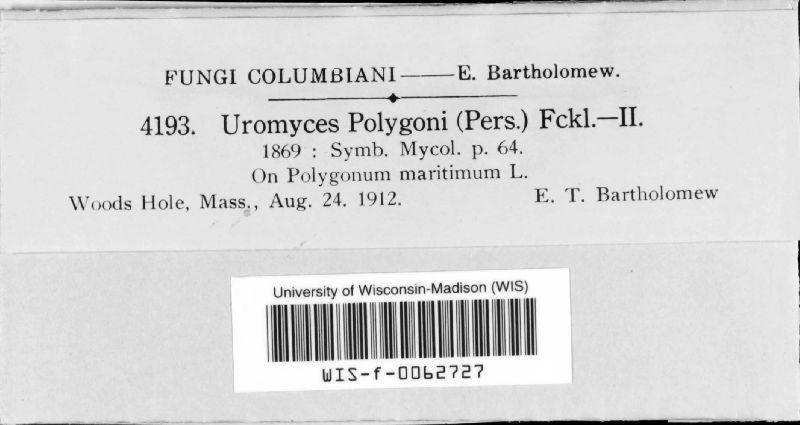 FUNGI COLUMBIANI——E. Bartholomew.
4193. Uromyces Polygoni (Pers.) Fckl.—II.
1869 : Symb. Mycol. p. 64.
On Polygonum maritimum L.
Woods Hole, Mass., Aug. 24. 1912. E. T. Bartholomew
University of Wisconsin-Madison (WIS)
WIS-f-0062727